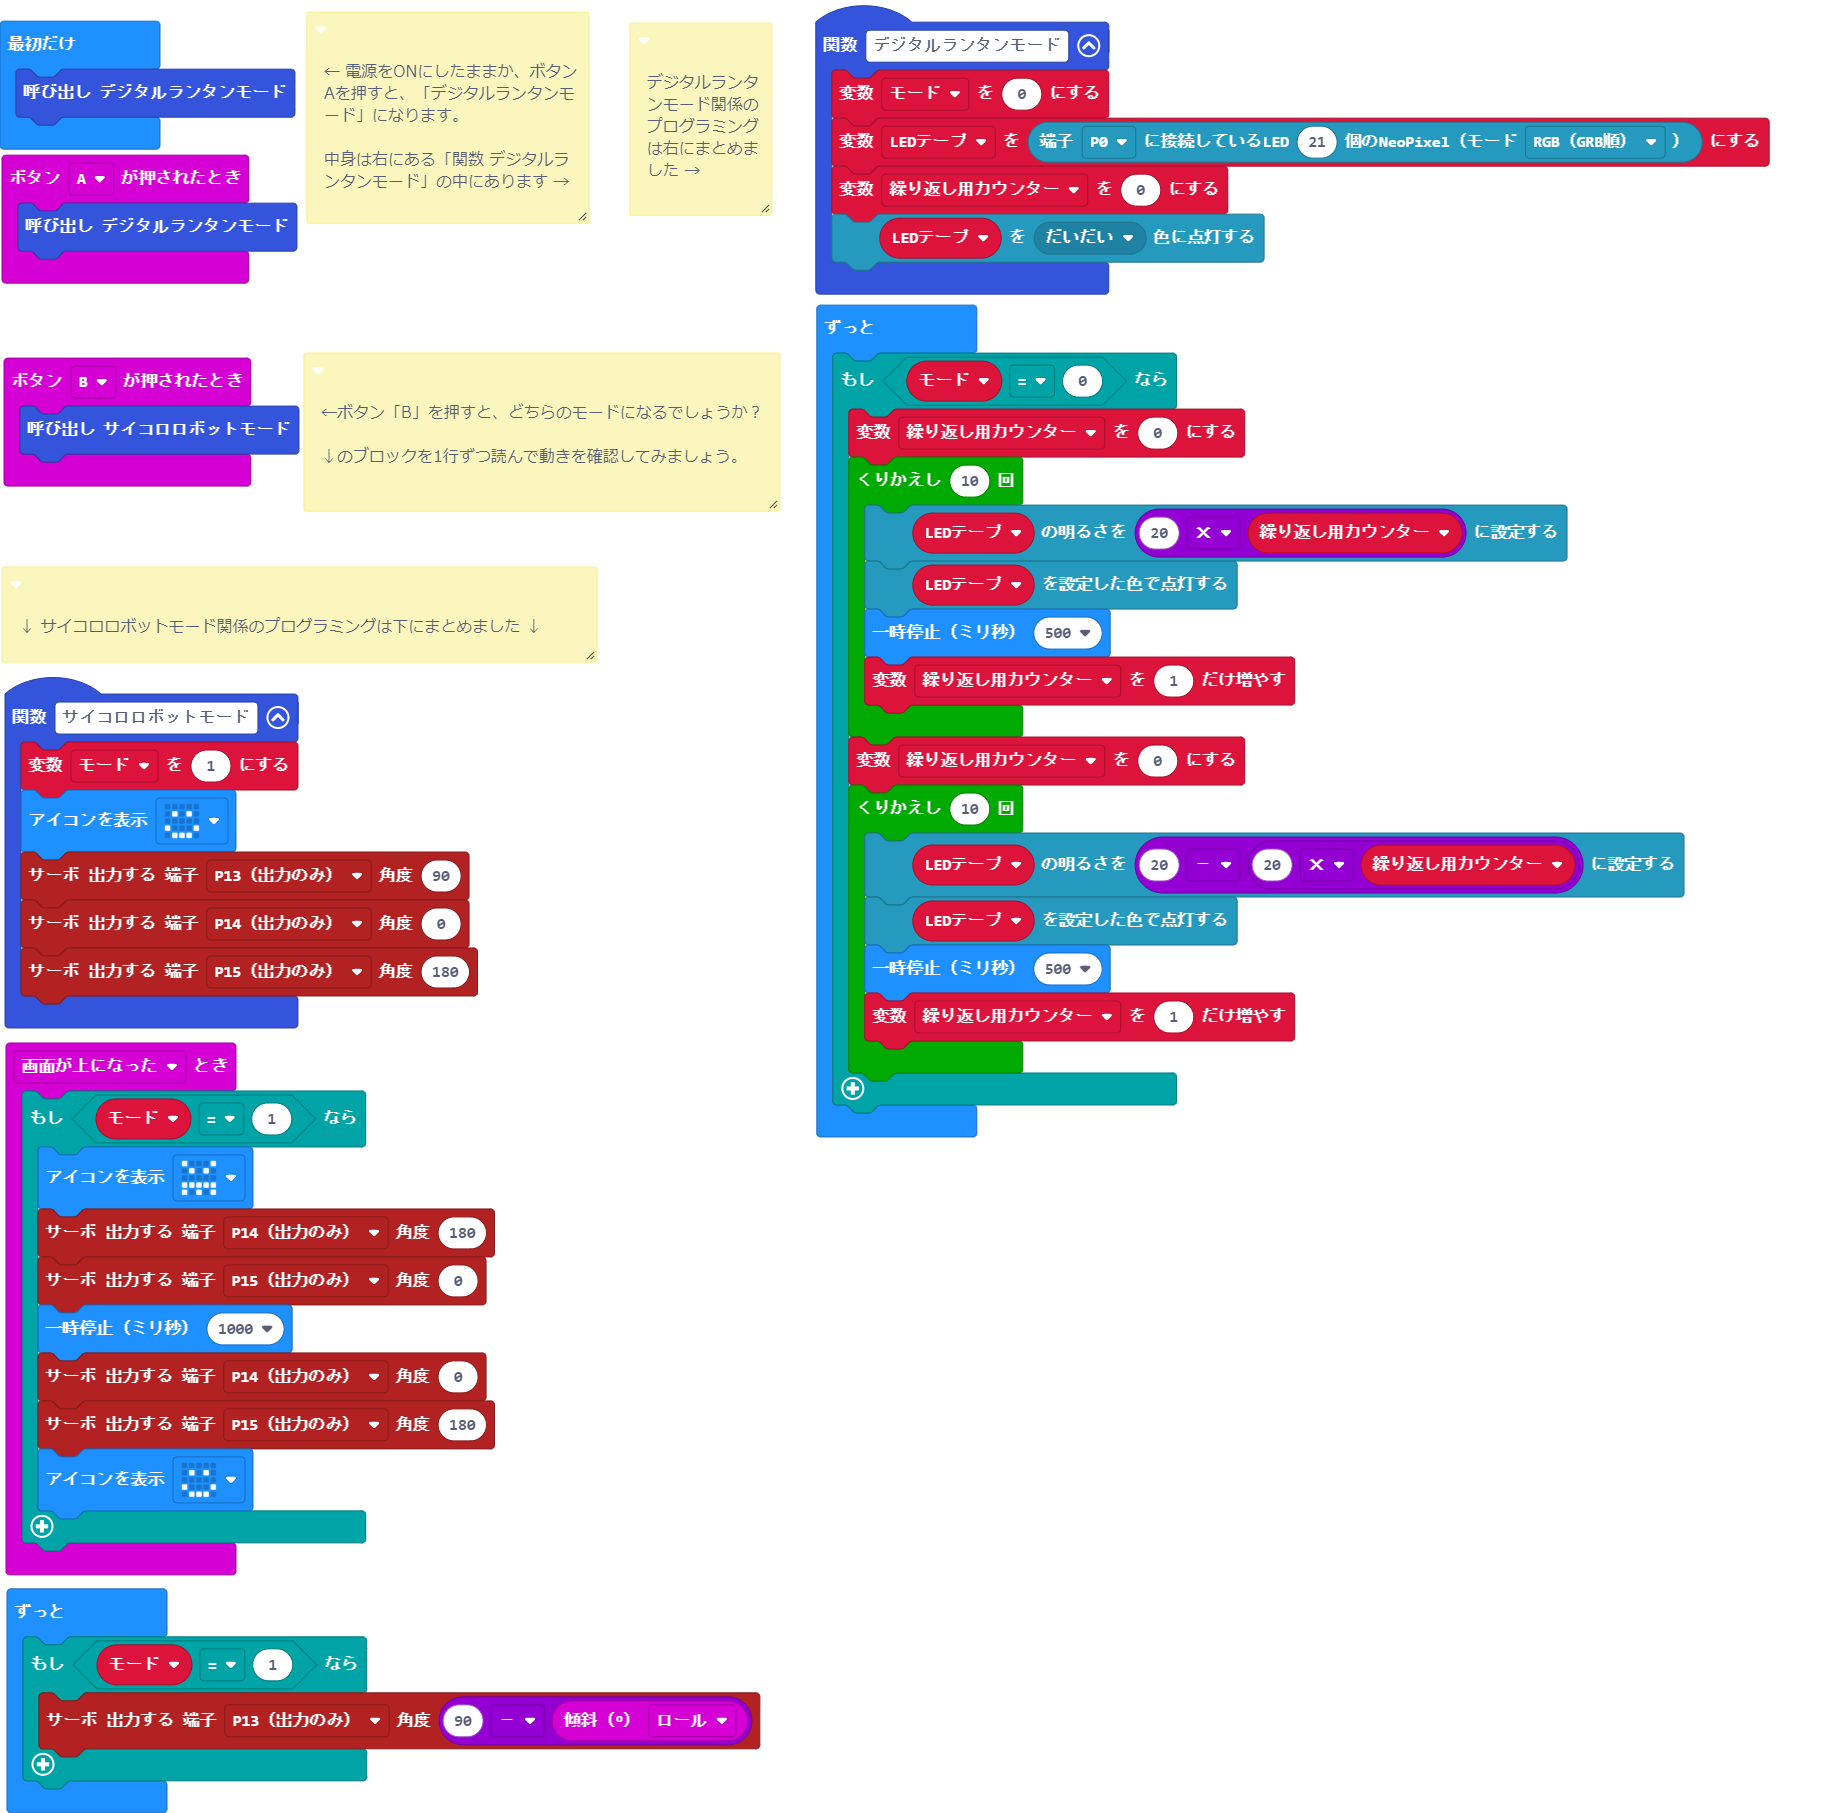 最初だけ
呼び出し デジタルランタンモード
ボタン A が押されたとき
呼び出し デジタルランタンモード
← 電源をONにしたままか、ボタン
Aを押すと、「デジタルランタンモ
ード」になります。
中身は右にある「関数 デジタルラ
ンタンモード」の中にあります →
デジタルランタ
ンモード関係の
プログラミング
は右にまとめま
した →
ボタン B が押されたとき
呼び出し サイコロロボットモード
←ボタン「B」を押すと、どちらのモードになるでしょうか？
↓のブロックを1行ずつ読んで動きを確認してみましょう。
↓ サイコロロボットモード関係のプログラミングは下にまとめました ↓
関数 サイコロロボットモード
変数 モード を 1 にする
アイコンを表示
サーボ 出力する 端子 P13（出力のみ） 角度 90
サーボ 出力する 端子 P14（出力のみ） 角度 0
サーボ 出力する 端子 P15（出力のみ） 角度 180
画面が上になった とき
もし モード = 1 なら
アイコンを表示
サーボ 出力する 端子 P14（出力のみ） 角度 180
サーボ 出力する 端子 P15（出力のみ） 角度 0
一時停止（ミリ秒） 1000
サーボ 出力する 端子 P14（出力のみ） 角度 0
サーボ 出力する 端子 P15（出力のみ） 角度 180
アイコンを表示
ずっと
もし モード = 1 なら
サーボ 出力する 端子 P13（出力のみ） 角度 90 - 傾斜（°） ロール
関数 デジタルランタンモード
変数 モード を 0 にする
変数 LEDテープ を 端子 P0 に接続しているLED 21 個のNeoPixel（モード RGB（GRB順） ） にする
変数 繰り返し用カウンター を 0 にする
LEDテープ を だいだい 色に点灯する
ずっと
もし モード = 0 なら
変数 繰り返し用カウンター を 0 にする
くりかえし 10 回
LEDテープ の明るさを 20 × 繰り返し用カウンター に設定する
LEDテープ を設定した色で点灯する
一時停止（ミリ秒） 500
変数 繰り返し用カウンター を 1 だけ増やす
変数 繰り返し用カウンター を 0 にする
くりかえし 10 回
LEDテープ の明るさを 20 - 20 × 繰り返し用カウンター に設定する
LEDテープ を設定した色で点灯する
一時停止（ミリ秒） 500
変数 繰り返し用カウンター を 1 だけ増やす